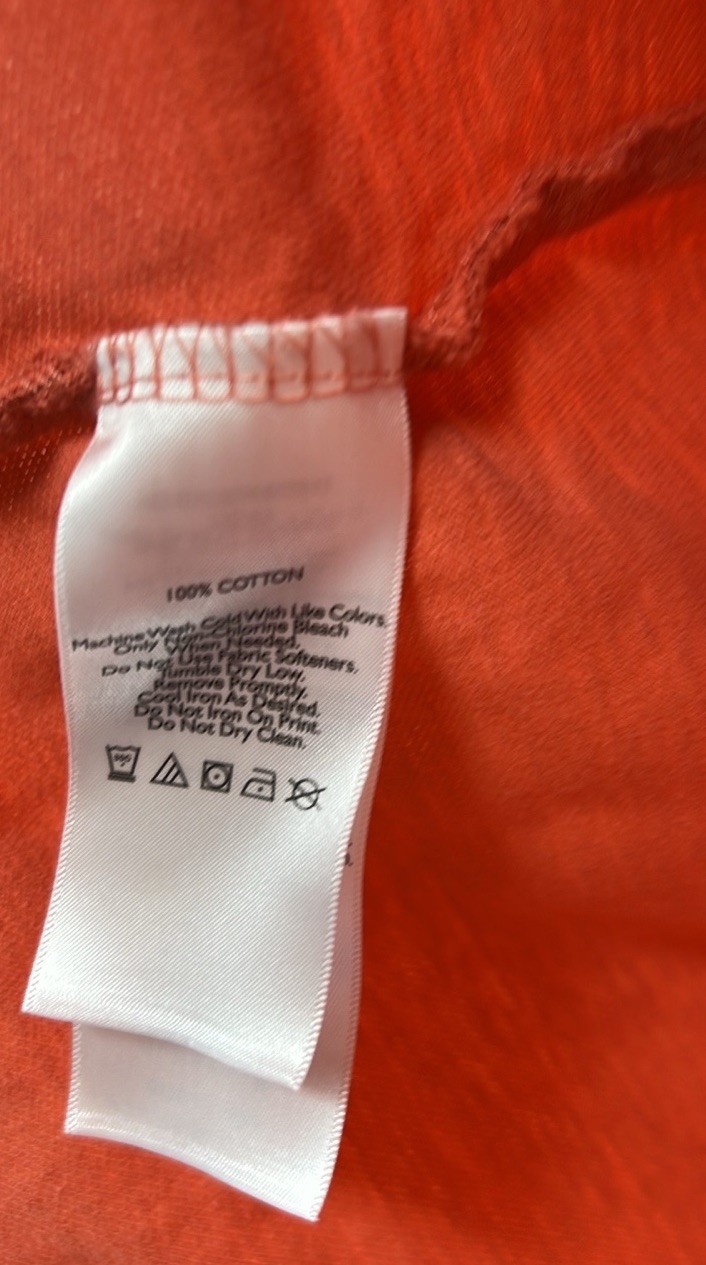 100% COTTON
Machine Wash Cold With Like Colors.
Only Non-Chlorine Bleach
When Needed.
Do Not Use Fabric Softeners.
Tumble Dry Low.
Remove Promptly.
Cool Iron As Desired.
Do Not Iron On Print.
Do Not Dry Clean.